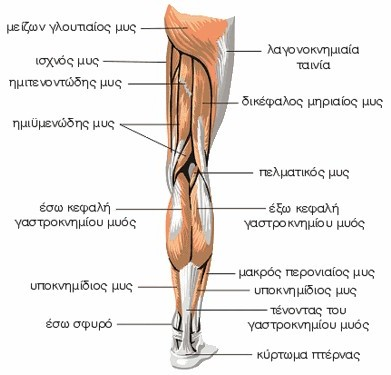 μείζων γλουτιαίος μυς
λαγονοκνημιαία
ταινία
ισχνός μυς
ημιτενοντώδης μυς
δικέφαλος μηριαίος μυς
ημιϋμενώδης μυς
πελματικός μυς
έσω κεφαλή
γαστροκνημίου μυός
έξω κεφαλή
γαστροκνημίου μυός
μακρός περονιαίος μυς
υποκνημίδιος μυς
υποκνημίδιος μυς
τένοντας του
γαστροκνημίου μυός
έσω σφυρό
κύρτωμα πτέρνας